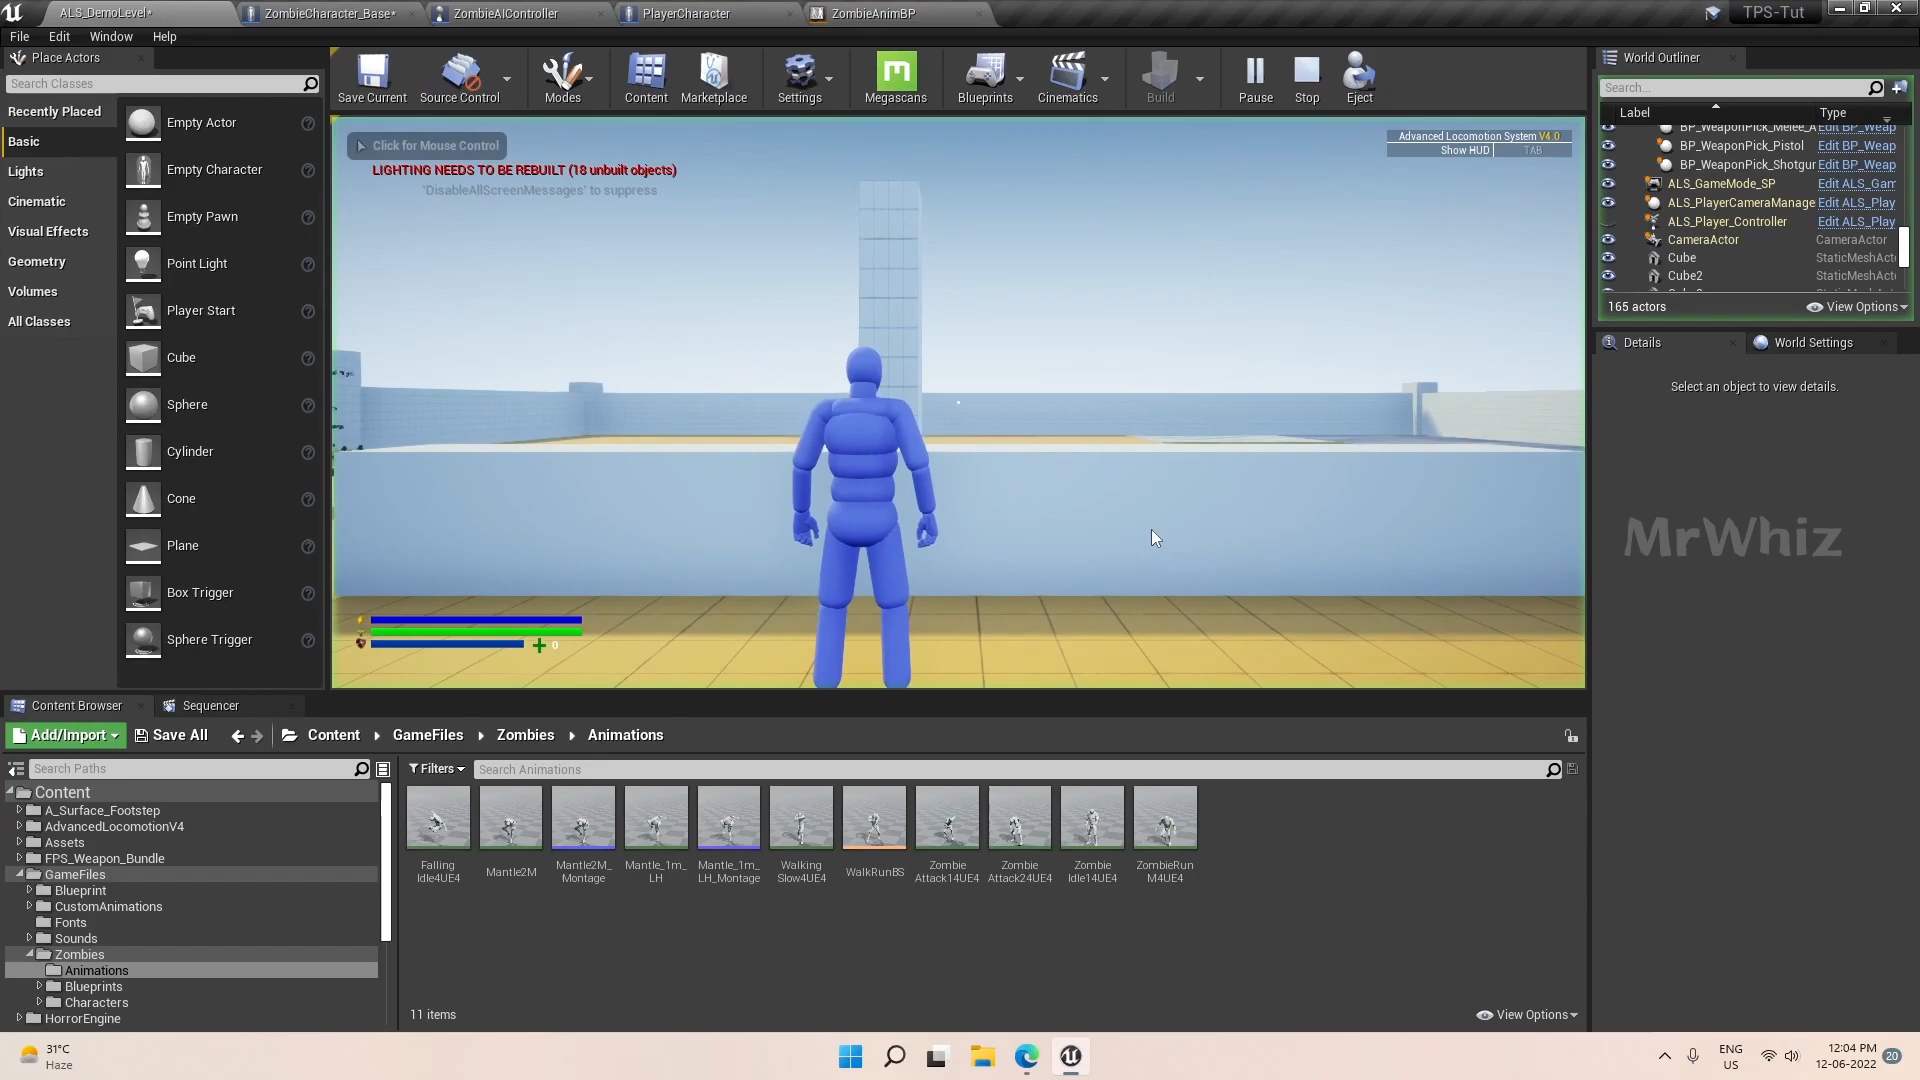 ALS_DemoLevel*
ZombieCharacter_Base*
ZombieAIController
PlayerCharacter
ZombieAnimBP
TPS-Tut
File
Edit
Window
Help
Place Actors
Search Classes
Recently Placed
Basic
Lights
Cinematic
Visual Effects
Geometry
Volumes
All Classes
Empty Actor
Empty Character
Empty Pawn
Point Light
Player Start
Cube
Sphere
Cylinder
Cone
Plane
Box Trigger
Sphere Trigger
Save Current
Source Control
Modes
Content
Marketplace
Settings
Megascans
Blueprints
Cinematics
Build
Pause
Stop
Eject
Click for Mouse Control
LIGHTING NEEDS TO BE REBUILT (18 unbuilt objects)
'DisableAllScreenMessages' to suppress
Advanced Locomotion System V4.0
Show HUD
TAB
0
World Outliner
Search...
Label
Type
BP_WeaponPick_Melee_A Edit BP_Weap
BP_WeaponPick_Pistol Edit BP_Weap
BP_WeaponPick_Shotgur Edit BP_Weap
ALS_GameMode_SP Edit ALS_Gam
ALS_PlayerCameraManage Edit ALS_Play
ALS_Player_Controller Edit ALS_Play
CameraActor CameraActor
Cube StaticMeshAct
Cube2 StaticMeshAct
165 actors
View Options
Details
World Settings
Select an object to view details.
MrWhiz
Content Browser
Sequencer
Add/Import
Save All
Content
GameFiles
Zombies
Animations
Search Paths
Filters
Search Animations
Content
A_Surface_Footstep
AdvancedLocomotionV4
Assets
FPS_Weapon_Bundle
GameFiles
Blueprint
CustomAnimations
Fonts
Sounds
Zombies
Animations
Blueprints
Characters
HorrorEngine
Falling
Idle4UE4
Mantle2M
Mantle2M_
Montage
Mantle_1m_
LH
Mantle_1m_
LH_Montage
Walking
Slow4UE4
WalkRunBS
Zombie
Attack14UE4
Zombie
Attack24UE4
Zombie
Idle14UE4
ZombieRun
M4UE4
11 items
View Options
31°C
Haze
ENG
US
12:04 PM
12-06-2022
20